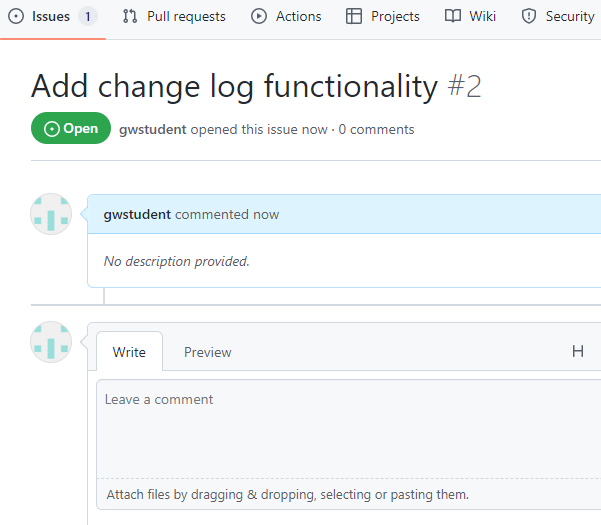 Issues 1 Pull requests Actions Projects Wiki Security
Add change log functionality #2
Open gwstudent opened this issue now · 0 comments
gwstudent commented now
No description provided.
Write Preview H
Leave a comment
Attach files by dragging & dropping, selecting or pasting them.